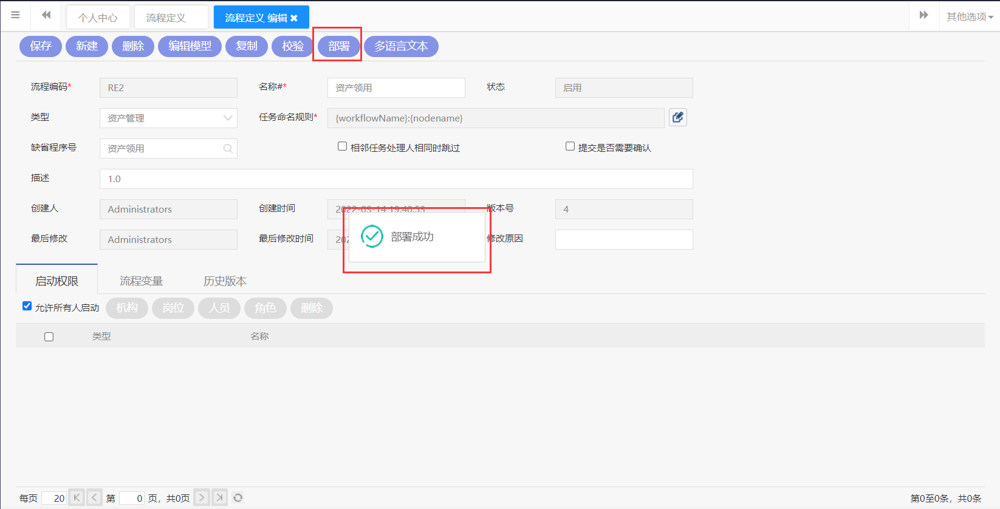 个人中心 流程定义 流程定义 编辑 其他选项
保存 新建 删除 编辑模型 复制 校验 部署 多语言文本
流程编码* RE2 名称#* 资产领用 状态 启用
类型 资产管理 任务命名规则* {workflowName}:{nodename}
缺省程序号 资产领用 相邻任务处理人相同时跳过 提交是否需要确认
描述 1.0
创建人 Administrators 创建时间 2022-03-14 19:40:53 版本号 4
部署成功
最后修改 Administrators 最后修改时间 202 修改原因
启动权限 流程变量 历史版本
允许所有人启动 机构 岗位 人员 角色 删除
类型 名称
每页 20 第 0 页，共0页 第0至0条，共0条